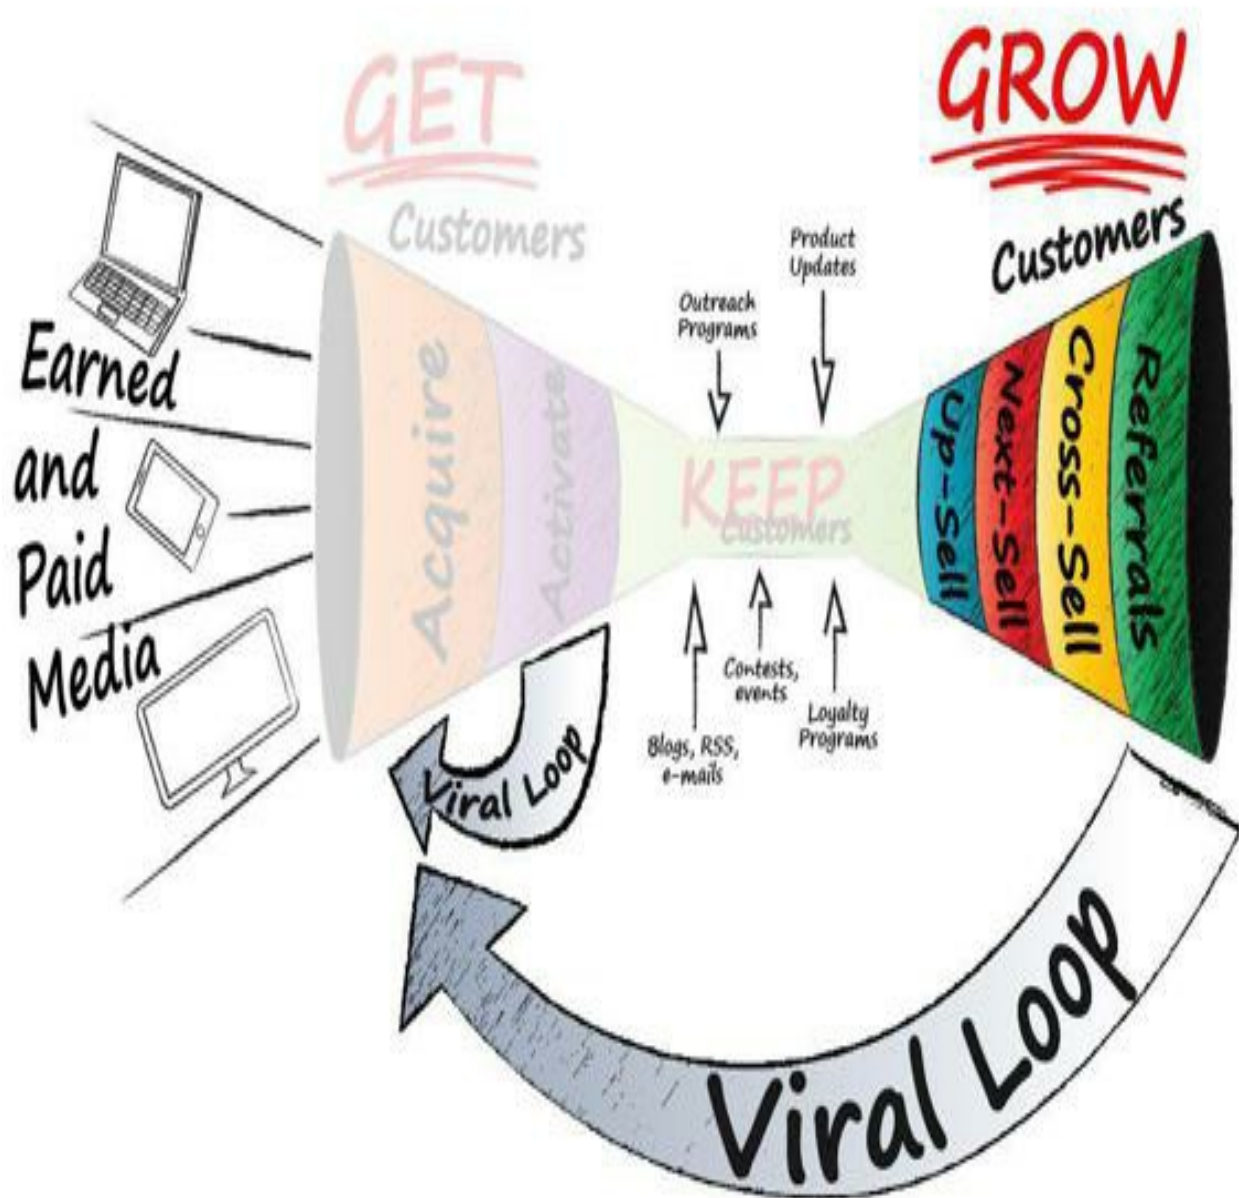 GET
Customers
GROW
Customers
Earned
and
Paid
Media
Acquire
Activate
KEEP
Customers
Outreach
Programs
Product
Updates
Blogs, RSS,
e-mails
Contests,
events
Loyalty
Programs
Up-Sell
Next-Sell
Cross-Sell
Referrals
Viral Loop
Viral Loop